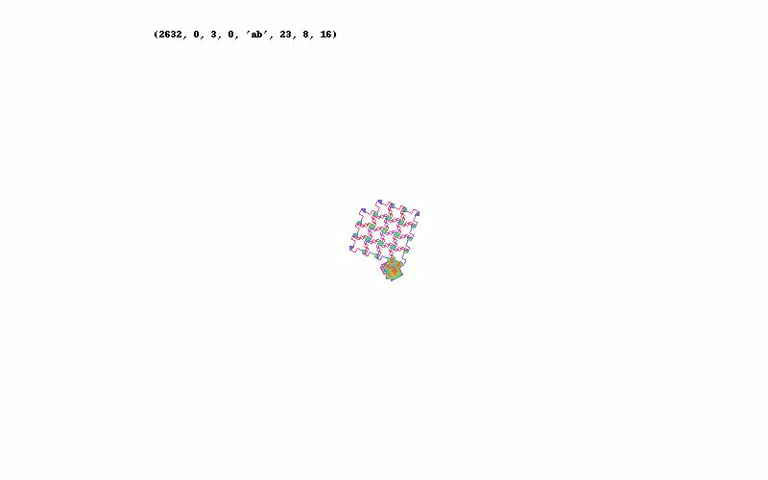 (2632, 0, 3, 0, 'ab', 23, 8, 16)